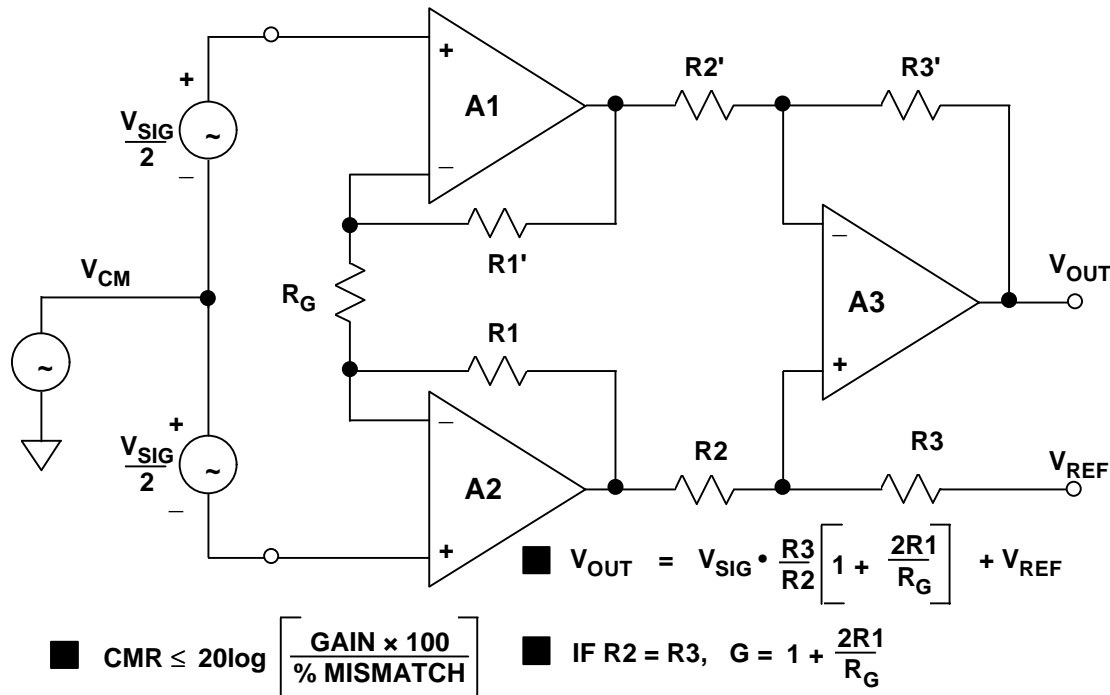 +
A1
−
R2'
R3'
+
V_SIG
2
~
−
R1'
−
A3
+
V_OUT
V_CM
~
R_G
R1
+
V_SIG
2
~
−
−
A2
+
R2
R3
V_REF
■ V_OUT = V_SIG • R3/R2 [1 + 2R1/R_G] + V_REF
■ CMR ≤ 20log [GAIN × 100 / % MISMATCH]
■ IF R2 = R3, G = 1 + 2R1/R_G